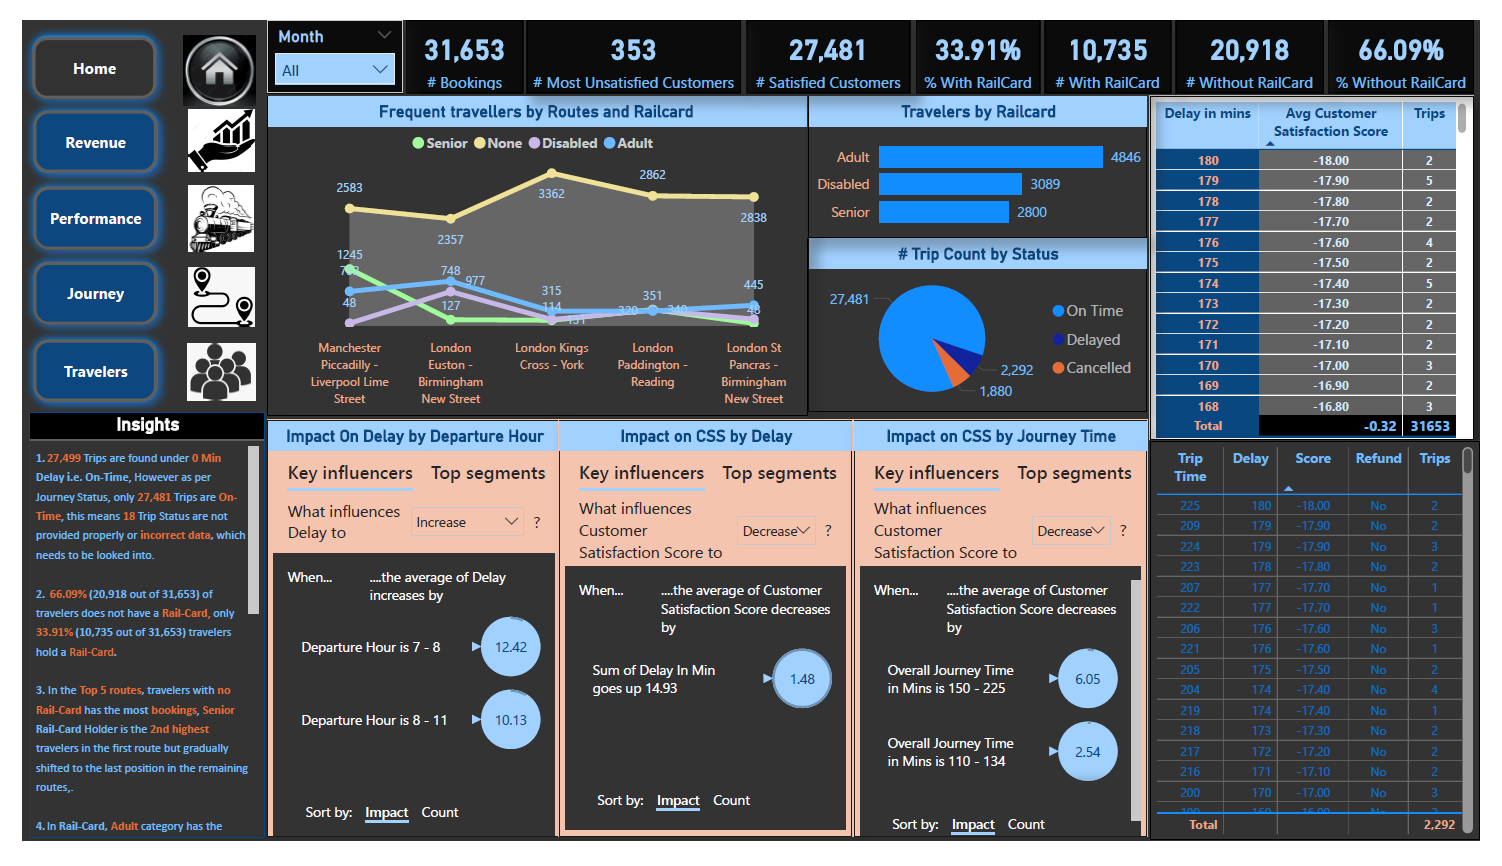 Home
Revenue
Performance
Journey
Travelers
Month
All
31,653
# Bookings
353
# Most Unsatisfied Customers
27,481
# Satisfied Customers
33.91%
% With RailCard
10,735
# With RailCard
20,918
# Without RailCard
66.09%
% Without RailCard
Frequent travellers by Routes and Railcard
Senior None Disabled Adult
2583
2357
3362
2862
2838
1245
48
748
977
127
315
114
351
445
48
Manchester
Piccadilly -
Liverpool Lime
Street
London
Euston -
Birmingham
New Street
London Kings
Cross - York
London
Paddington -
Reading
London St
Pancras -
Birmingham
New Street
Travelers by Railcard
Adult 4846
Disabled 3089
Senior 2800
# Trip Count by Status
27,481
2,292
1,880
On Time
Delayed
Cancelled
Delay in mins Avg Customer Trips
Satisfaction Score
180 -18.00 2
179 -17.90 5
178 -17.80 2
177 -17.70 2
176 -17.60 4
175 -17.50 2
174 -17.40 5
173 -17.30 2
172 -17.20 2
171 -17.10 2
170 -17.00 3
169 -16.90 2
168 -16.80 3
Total -0.32 31653
Insights
1. 27,499 Trips are found under 0 Min
Delay i.e. On-Time, However as per
Journey Status, only 27,481 Trips are On-
Time, this means 18 Trip Status are not
provided properly or incorrect data, which
needs to be looked into.
2. 66.09% (20,918 out of 31,653) of
travelers does not have a Rail-Card, only
33.91% (10,735 out of 31,653) travelers
hold a Rail-Card.
3. In the Top 5 routes, travelers with no
Rail-Card has the most bookings, Senior
Rail-Card Holder is the 2nd highest
travelers in the first route but gradually
shifted to the last position in the remaining
routes,.
4. In Rail-Card, Adult category has the
Impact On Delay by Departure Hour
Key influencers Top segments
What influences
Delay to
Increase ?
When... ....the average of Delay
increases by
Departure Hour is 7 - 8 12.42
Departure Hour is 8 - 11 10.13
Sort by: Impact Count
Impact on CSS by Delay
Key influencers Top segments
What influences
Customer
Satisfaction Score to
Decrease ?
When... ....the average of Customer
Satisfaction Score decreases
by
Sum of Delay In Min
goes up 14.93
1.48
Sort by: Impact Count
Impact on CSS by Journey Time
Key influencers Top segments
What influences
Customer
Satisfaction Score to
Decrease ?
When... ....the average of Customer
Satisfaction Score decreases
by
Overall Journey Time
in Mins is 150 - 225
6.05
Overall Journey Time
in Mins is 110 - 134
2.54
Sort by: Impact Count
Trip Delay Score Refund Trips
Time
225 180 -18.00 No 2
209 179 -17.90 No 2
224 179 -17.90 No 3
223 178 -17.80 No 2
207 177 -17.70 No 1
222 177 -17.70 No 1
206 176 -17.60 No 3
221 176 -17.60 No 1
205 175 -17.50 No 2
204 174 -17.40 No 4
219 174 -17.40 No 1
218 173 -17.30 No 2
217 172 -17.20 No 2
216 171 -17.10 No 2
200 170 -17.00 No 3
Total 2,292